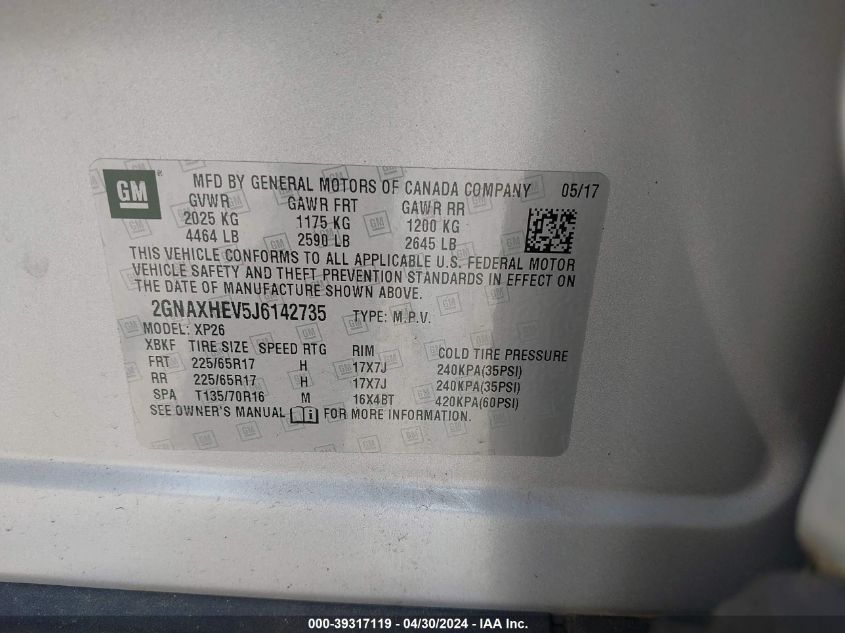 GM ® MFD BY GENERAL MOTORS OF CANADA COMPANY 05/17
GVWR GAWR FRT GAWR RR
2025 KG 1175 KG 1200 KG
4464 LB 2590 LB 2645 LB
THIS VEHICLE CONFORMS TO ALL APPLICABLE U.S. FEDERAL MOTOR
VEHICLE SAFETY AND THEFT PREVENTION STANDARDS IN EFFECT ON
THE DATE OF MANUFACTURE SHOWN ABOVE.
2GNAXHEV5J6142735 TYPE: M.P.V.
MODEL: XP26
XBKF TIRE SIZE SPEED RTG RIM COLD TIRE PRESSURE
FRT 225/65R17 H 17X7J 240KPA(35PSI)
RR 225/65R17 H 17X7J 240KPA(35PSI)
SPA T135/70R16 M 16X4BT 420KPA(60PSI)
SEE OWNER'S MANUAL FOR MORE INFORMATION.
000-39317119 - 04/30/2024 - IAA Inc.